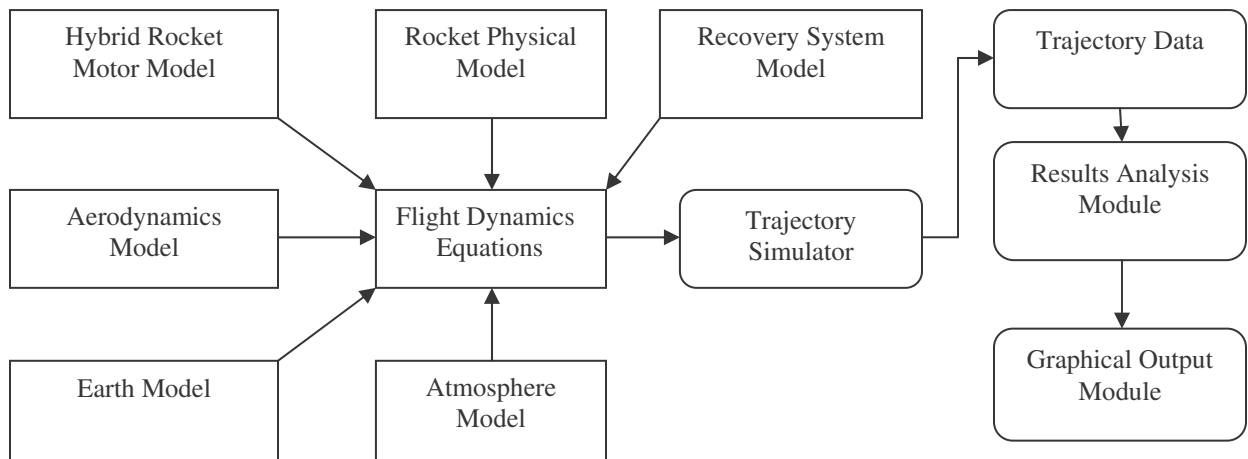 Hybrid Rocket
Motor Model
Rocket Physical
Model
Recovery System
Model
Trajectory Data
Aerodynamics
Model
Flight Dynamics
Equations
Trajectory
Simulator
Results Analysis
Module
Earth Model
Atmosphere
Model
Graphical Output
Module